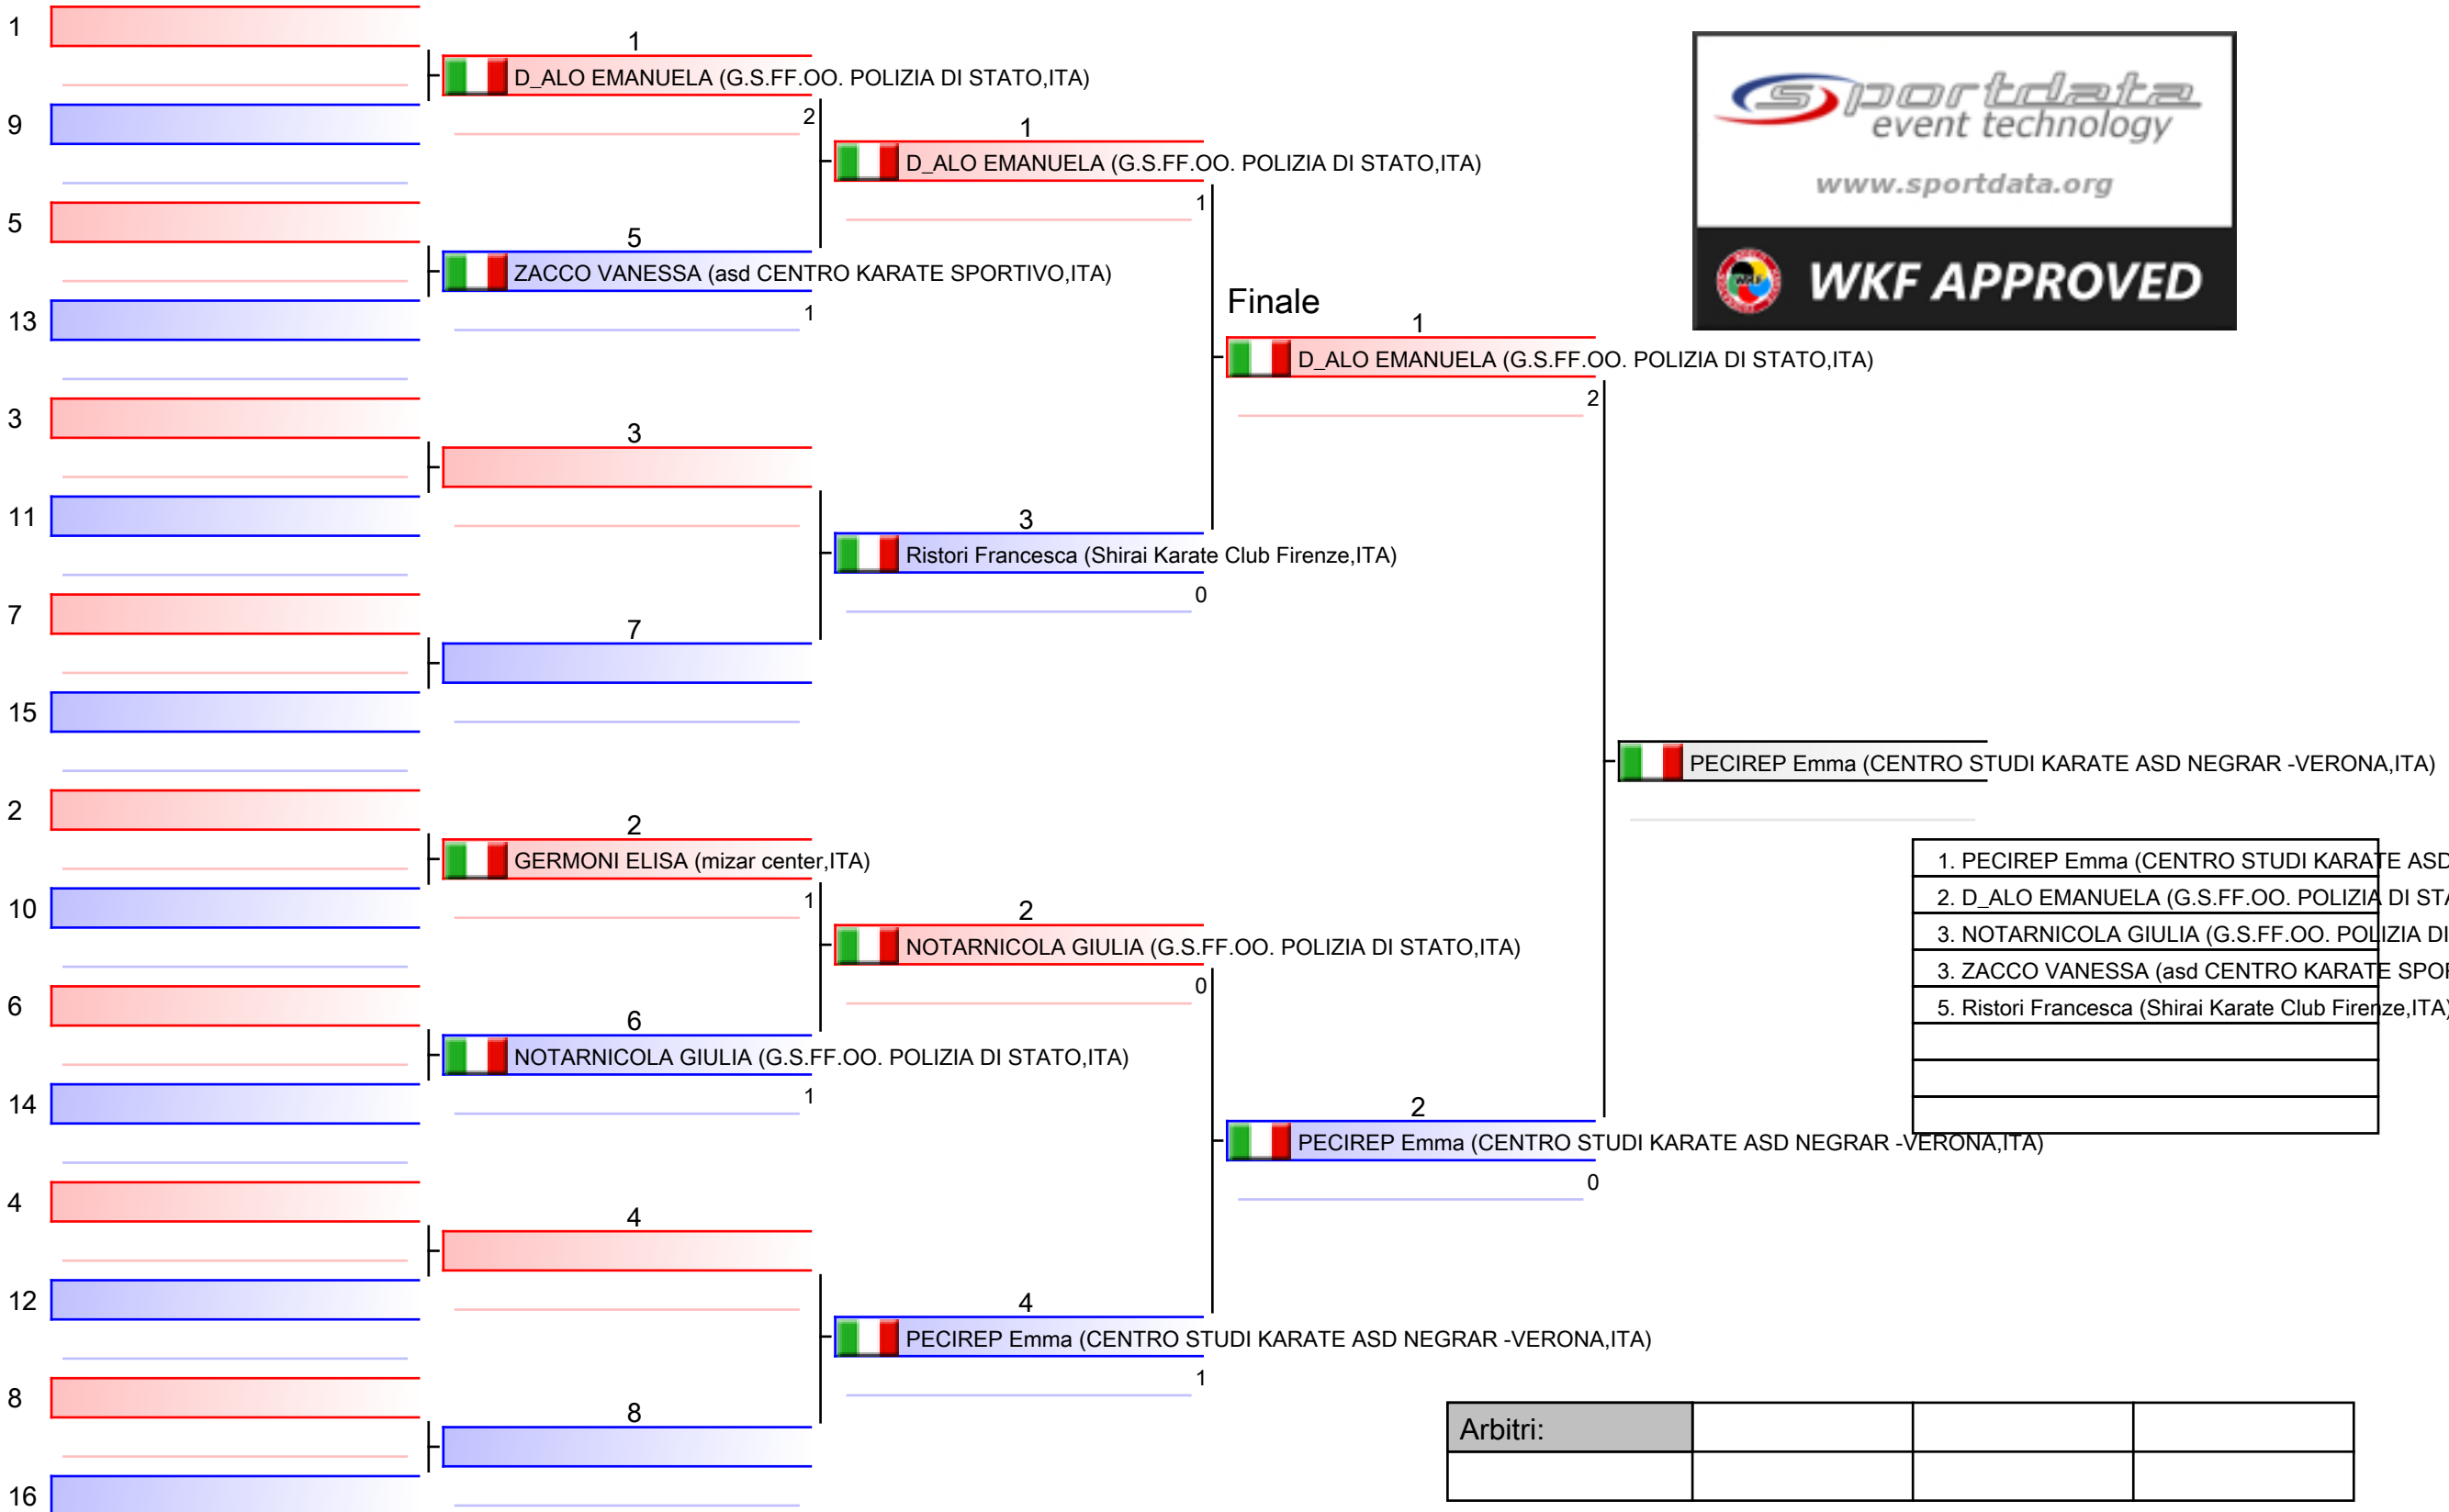 1
9
5
13
3
11
7
15
2
10
6
14
4
12
8
16
1
D_ALO EMANUELA (G.S.FF.OO. POLIZIA DI STATO,ITA)
2
5
ZACCO VANESSA (asd CENTRO KARATE SPORTIVO,ITA)
1
3
7
2
GERMONI ELISA (mizar center,ITA)
1
6
NOTARNICOLA GIULIA (G.S.FF.OO. POLIZIA DI STATO,ITA)
1
4
8
1
D_ALO EMANUELA (G.S.FF.OO. POLIZIA DI STATO,ITA)
1
3
Ristori Francesca (Shirai Karate Club Firenze,ITA)
0
2
NOTARNICOLA GIULIA (G.S.FF.OO. POLIZIA DI STATO,ITA)
0
4
PECIREP Emma (CENTRO STUDI KARATE ASD NEGRAR -VERONA,ITA)
1
Finale
1
D_ALO EMANUELA (G.S.FF.OO. POLIZIA DI STATO,ITA)
2
2
PECIREP Emma (CENTRO STUDI KARATE ASD NEGRAR -VERONA,ITA)
0
PECIREP Emma (CENTRO STUDI KARATE ASD NEGRAR -VERONA,ITA)
sportdata
event technology
www.sportdata.org
WKF APPROVED
1. PECIREP Emma (CENTRO STUDI KARATE ASD
2. D_ALO EMANUELA (G.S.FF.OO. POLIZIA DI STA
3. NOTARNICOLA GIULIA (G.S.FF.OO. POLIZIA DI
3. ZACCO VANESSA (asd CENTRO KARATE SPOR
5. Ristori Francesca (Shirai Karate Club Firenze,ITA)
Arbitri: